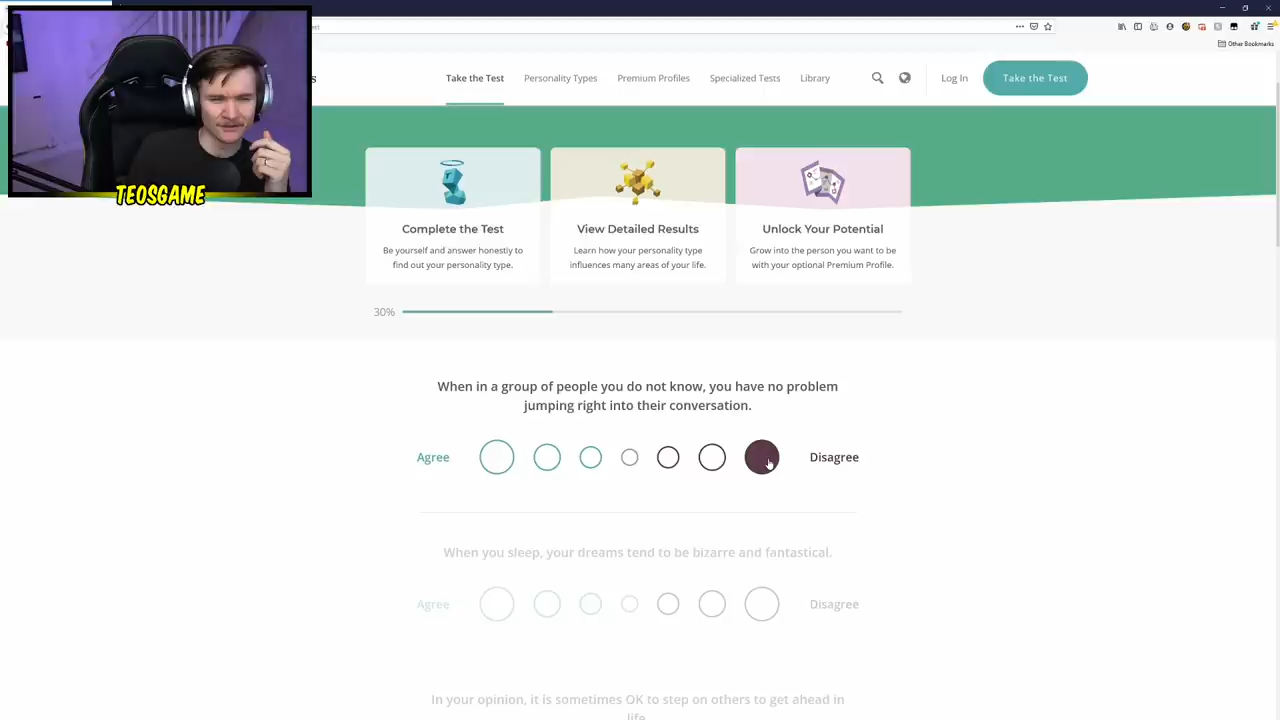 TEOSGAME
Take the Test
Personality Types
Premium Profiles
Specialized Tests
Library
Log In
Take the Test
Other Bookmarks
Complete the Test
Be yourself and answer honestly to
find out your personality type.
View Detailed Results
Learn how your personality type
influences many areas of your life.
Unlock Your Potential
Grow into the person you want to be
with your optional Premium Profile.
30%
When in a group of people you do not know, you have no problem
jumping right into their conversation.
Agree
Disagree
When you sleep, your dreams tend to be bizarre and fantastical.
Agree
Disagree
In your opinion, it is sometimes OK to step on others to get ahead in
life.